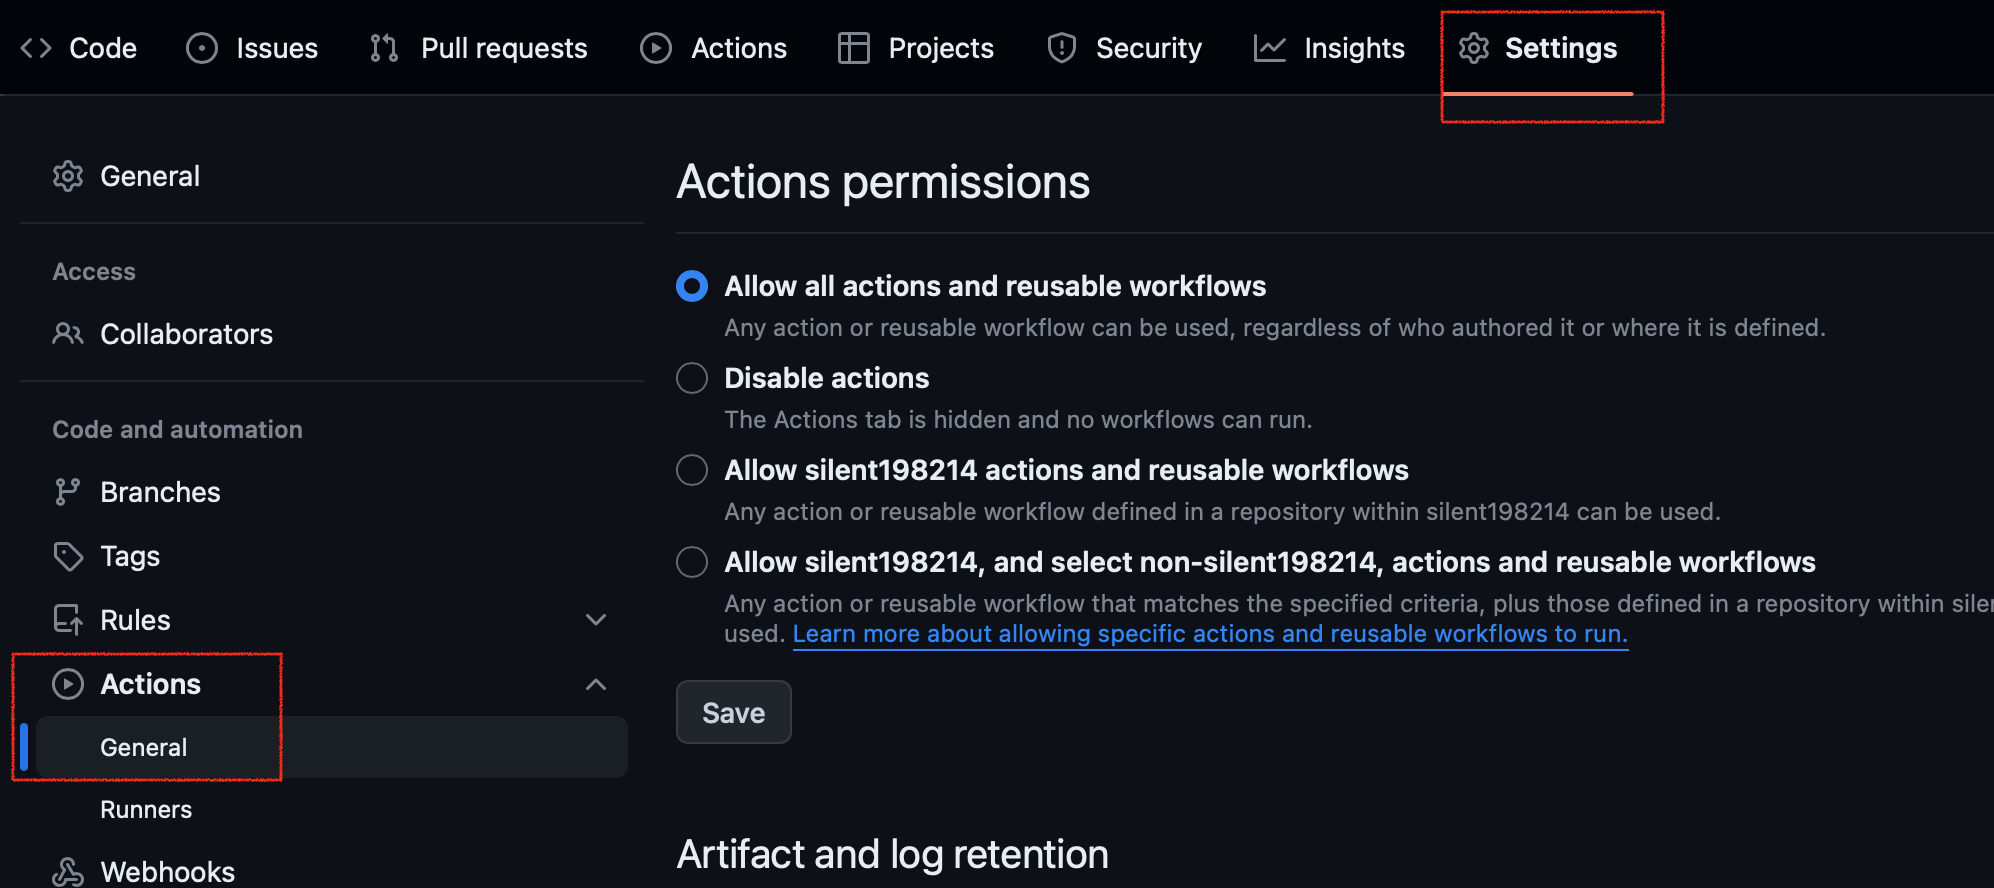 Code Issues Pull requests Actions Projects Security Insights Settings
General
Access
Collaborators
Code and automation
Branches
Tags
Rules
Actions
General
Runners
Webhooks
Actions permissions
Allow all actions and reusable workflows
Any action or reusable workflow can be used, regardless of who authored it or where it is defined.
Disable actions
The Actions tab is hidden and no workflows can run.
Allow silent198214 actions and reusable workflows
Any action or reusable workflow defined in a repository within silent198214 can be used.
Allow silent198214, and select non-silent198214, actions and reusable workflows
Any action or reusable workflow that matches the specified criteria, plus those defined in a repository within
used. Learn more about allowing specific actions and reusable workflows to run.
Save
Artifact and log retention